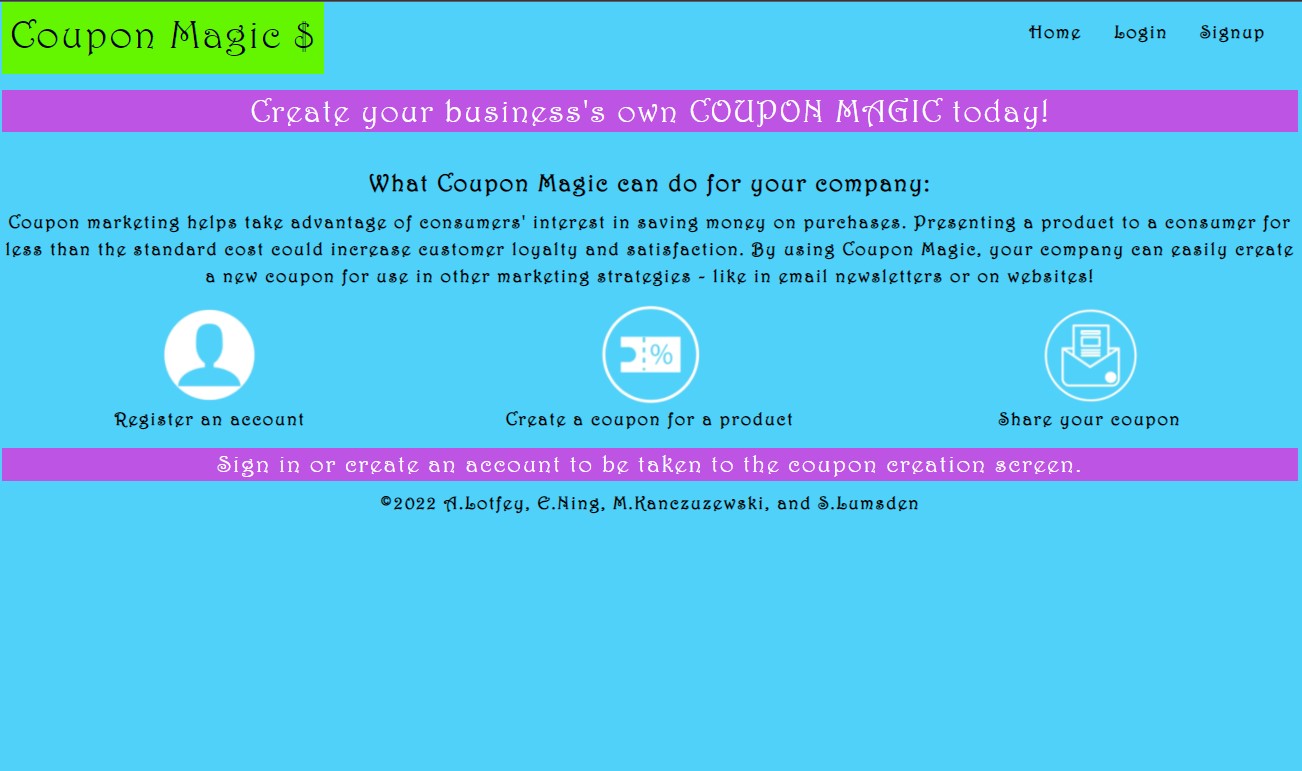 Coupon Magic $
Home Login Signup
Create your business's own COUPON MAGIC today!
What Coupon Magic can do for your company:
Coupon marketing helps take advantage of consumers' interest in saving money on purchases. Presenting a product to a consumer for
less than the standard cost could increase customer loyalty and satisfaction. By using Coupon Magic, your company can easily create
a new coupon for use in other marketing strategies - like in email newsletters or on websites!
%
Register an account
Create a coupon for a product
Share your coupon
Sign in or create an account to be taken to the coupon creation screen.
©2022 A.Lotfey, E.Ning, M.Kanczuzewski, and S.Lumsden